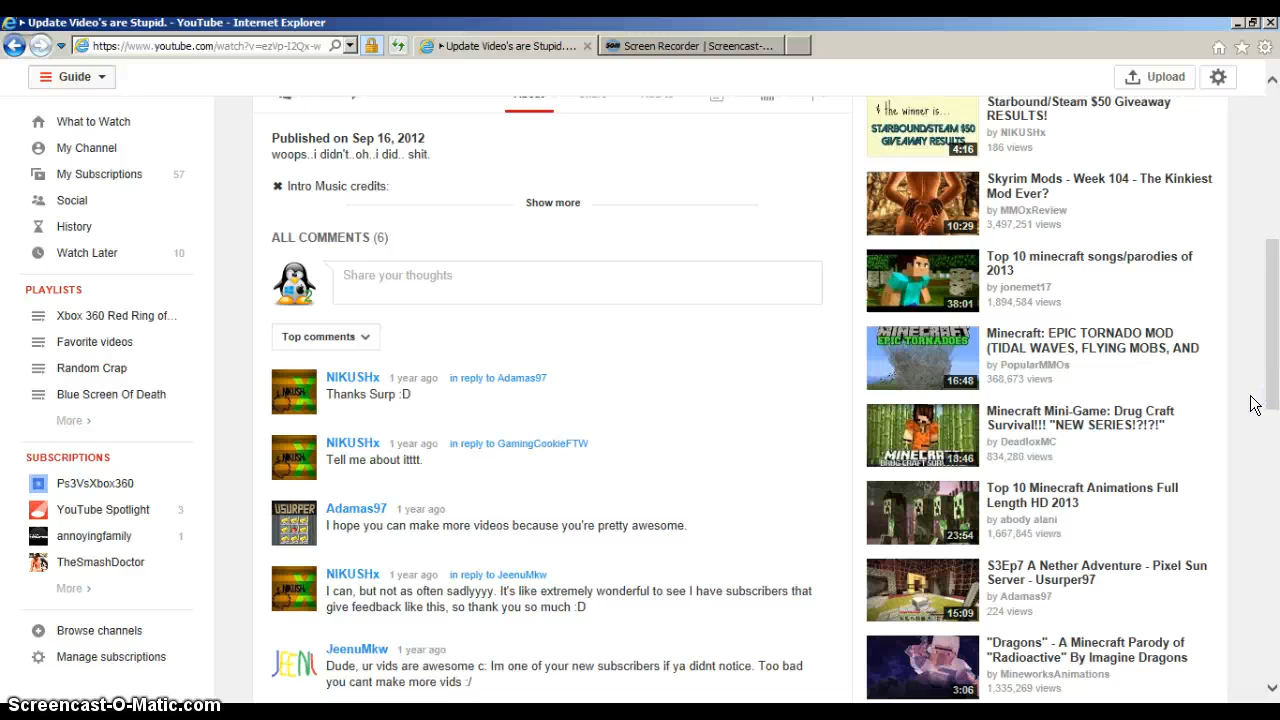 Update Video's are Stupid. - YouTube - Internet Explorer
https://www.youtube.com/watch?v=ezVp-I2Qx-w
Update Video's are Stupid....
Screen Recorder | Screencast-...
Guide
Upload
What to Watch
My Channel
My Subscriptions 57
Social
History
Watch Later 10
PLAYLISTS
Xbox 360 Red Ring of...
Favorite videos
Random Crap
Blue Screen Of Death
More ›
SUBSCRIPTIONS
Ps3VsXbox360
YouTube Spotlight 3
annoyingfamily 1
TheSmashDoctor
More ›
Browse channels
Manage subscriptions
Published on Sep 16, 2012
woops..i didn't..oh..i did.. shit.
✖ Intro Music credits:
Show more
ALL COMMENTS (6)
Share your thoughts
Top comments
NIKUSHx 1 year ago in reply to Adamas97
Thanks Surp :D
NIKUSHx 1 year ago in reply to GamingCookieFTW
Tell me about itttt.
USURPER
Adamas97 1 year ago
I hope you can make more videos because you're pretty awesome.
NIKUSHx 1 year ago in reply to JeenuMkw
I can, but not as often sadlyyyy. It's like extremely wonderful to see I have subscribers that
give feedback like this, so thank you so much :D
JEENU
JeenuMkw 1 year ago
Dude, ur vids are awesome c: Im one of your new subscribers if ya didnt notice. Too bad
you cant make more vids :/
& the winner is...
STARBOUND/STEAM $50
GIVEAWAY RESULTS
4:16
Starbound/Steam $50 Giveaway
RESULTS!
by NIKUSHx
186 views
10:29
Skyrim Mods - Week 104 - The Kinkiest
Mod Ever?
by MMOxReview
3,497,251 views
38:01
Top 10 minecraft songs/parodies of
2013
by jonemet17
1,894,584 views
MINECRAFT
EPIC TORNADOES
16:48
Minecraft: EPIC TORNADO MOD
(TIDAL WAVES, FLYING MOBS, AND
by PopularMMOs
368,673 views
MINECRAFT
DRUG CRAFT
18:46
Minecraft Mini-Game: Drug Craft
Survival!!! "NEW SERIES!?!?!"
by DeadloxMC
834,280 views
23:54
Top 10 Minecraft Animations Full
Length HD 2013
by abody alani
1,667,845 views
15:09
S3Ep7 A Nether Adventure - Pixel Sun
Server - Usurper97
by Adamas97
224 views
3:06
"Dragons" - A Minecraft Parody of
"Radioactive" By Imagine Dragons
by MineworksAnimations
1,335,269 views
Screencast-O-Matic.com